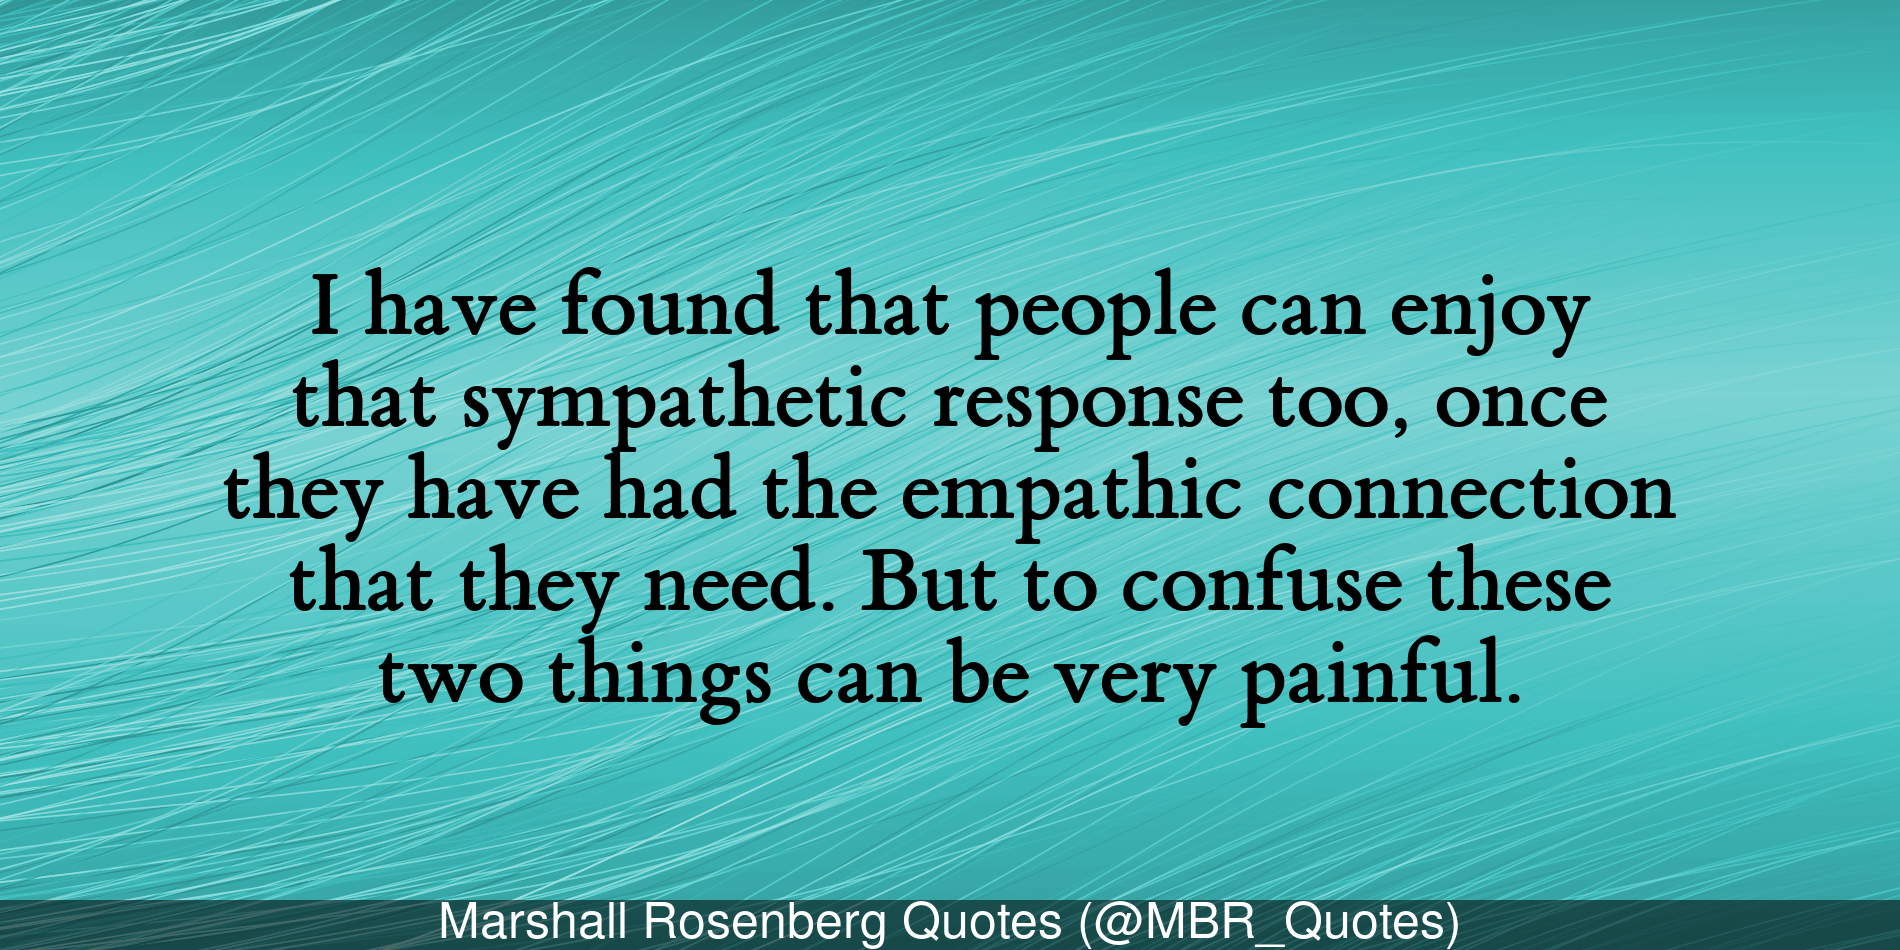 I have found that people can enjoy
that sympathetic response too, once
they have had the empathic connection
that they need. But to confuse these
two things can be very painful.
Marshall Rosenberg Quotes (@MBR_Quotes)